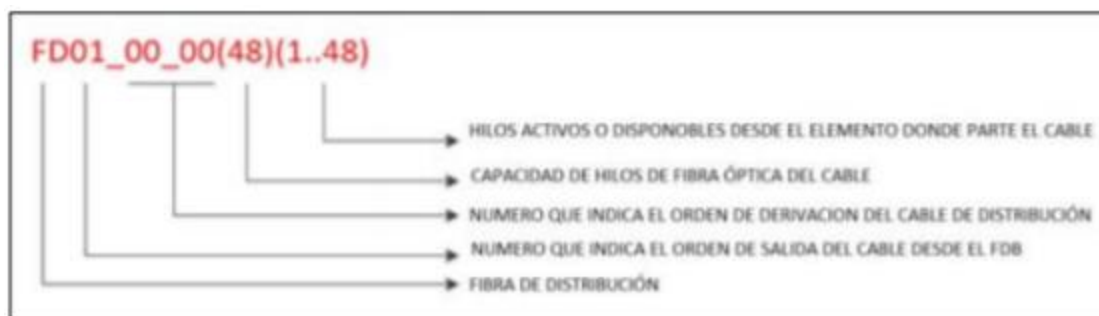 FD01_00_00(48)(1..48)
HILOS ACTIVOS O DISPONOBLES DESDE EL ELEMENTO DONDE PARTE EL CABLE
CAPACIDAD DE HILOS DE FIBRA ÓPTICA DEL CABLE
NUMERO QUE INDICA EL ORDEN DE DERIVACION DEL CABLE DE DISTRIBUCIÓN
NUMERO QUE INDICA EL ORDEN DE SALIDA DEL CABLE DESDE EL FDB
FIBRA DE DISTRIBUCIÓN